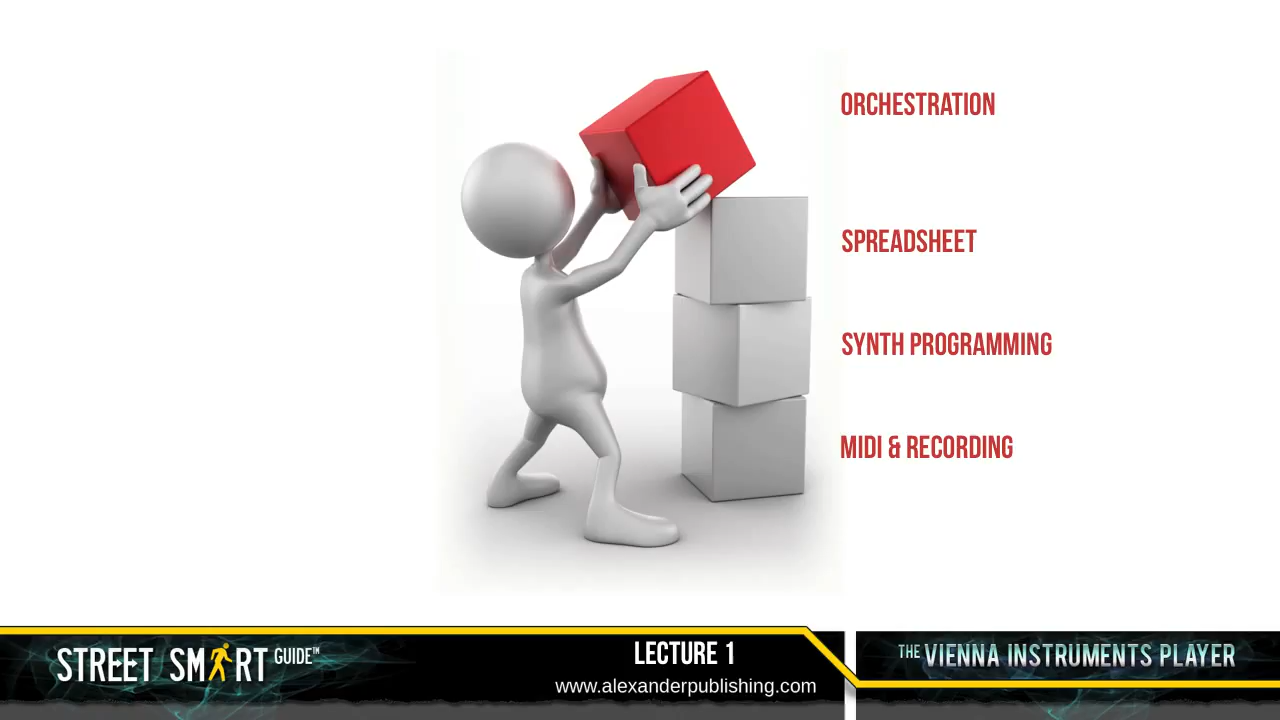 ORCHESTRATION
SPREADSHEET
SYNTH PROGRAMMING
MIDI & RECORDING
STREET SMART GUIDE™
LECTURE 1
www.alexanderpublishing.com
THE VIENNA INSTRUMENTS PLAYER